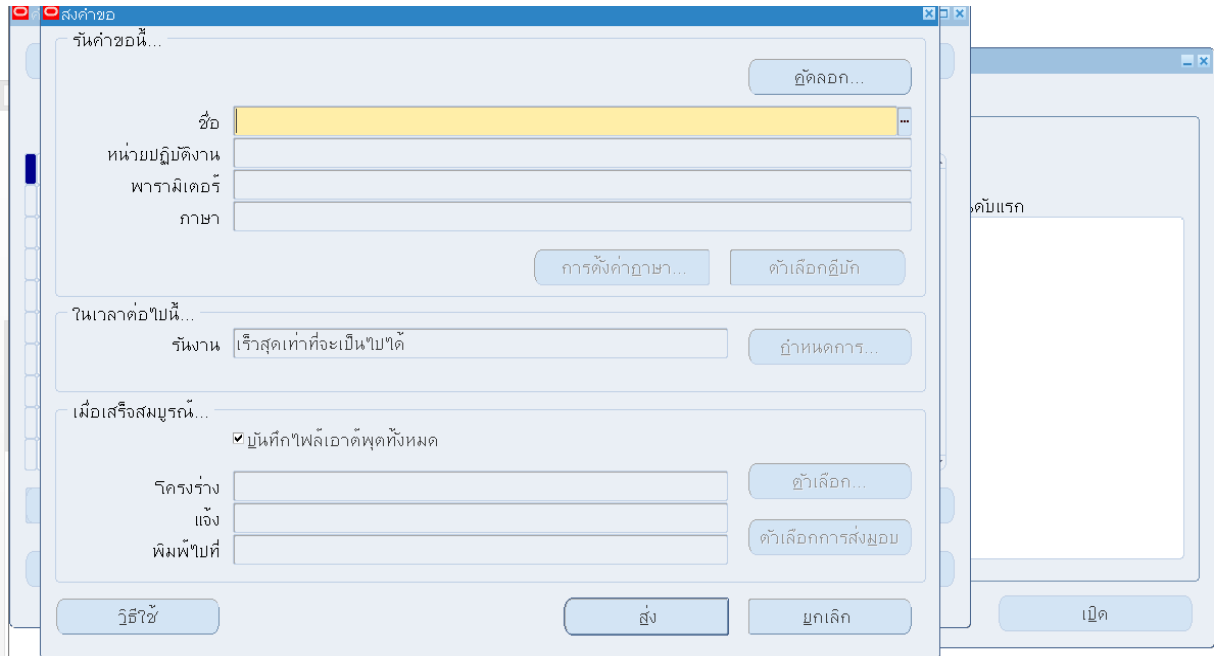 ส่งคำขอ
รันคำขอนี้...
คัดลอก...
ชื่อ
หน่วยปฏิบัติงาน
พารามิเตอร์
ภาษา
การตั้งค่าภาษา...
ตัวเลือกดีบัก
ในเวลาต่อไปนี้...
รันงาน เร็วสุดเท่าที่จะเป็นไปได้
กำหนดการ...
เมื่อเสร็จสมบูรณ์...
บันทึกไฟล์เอาต์พุตทั้งหมด
โครงร่าง
ตัวเลือก...
แจ้ง
พิมพ์ไปที่
ตัวเลือกการส่งมอบ
วิธีใช้
ส่ง
ยกเลิก
ดับแรก
เปิด